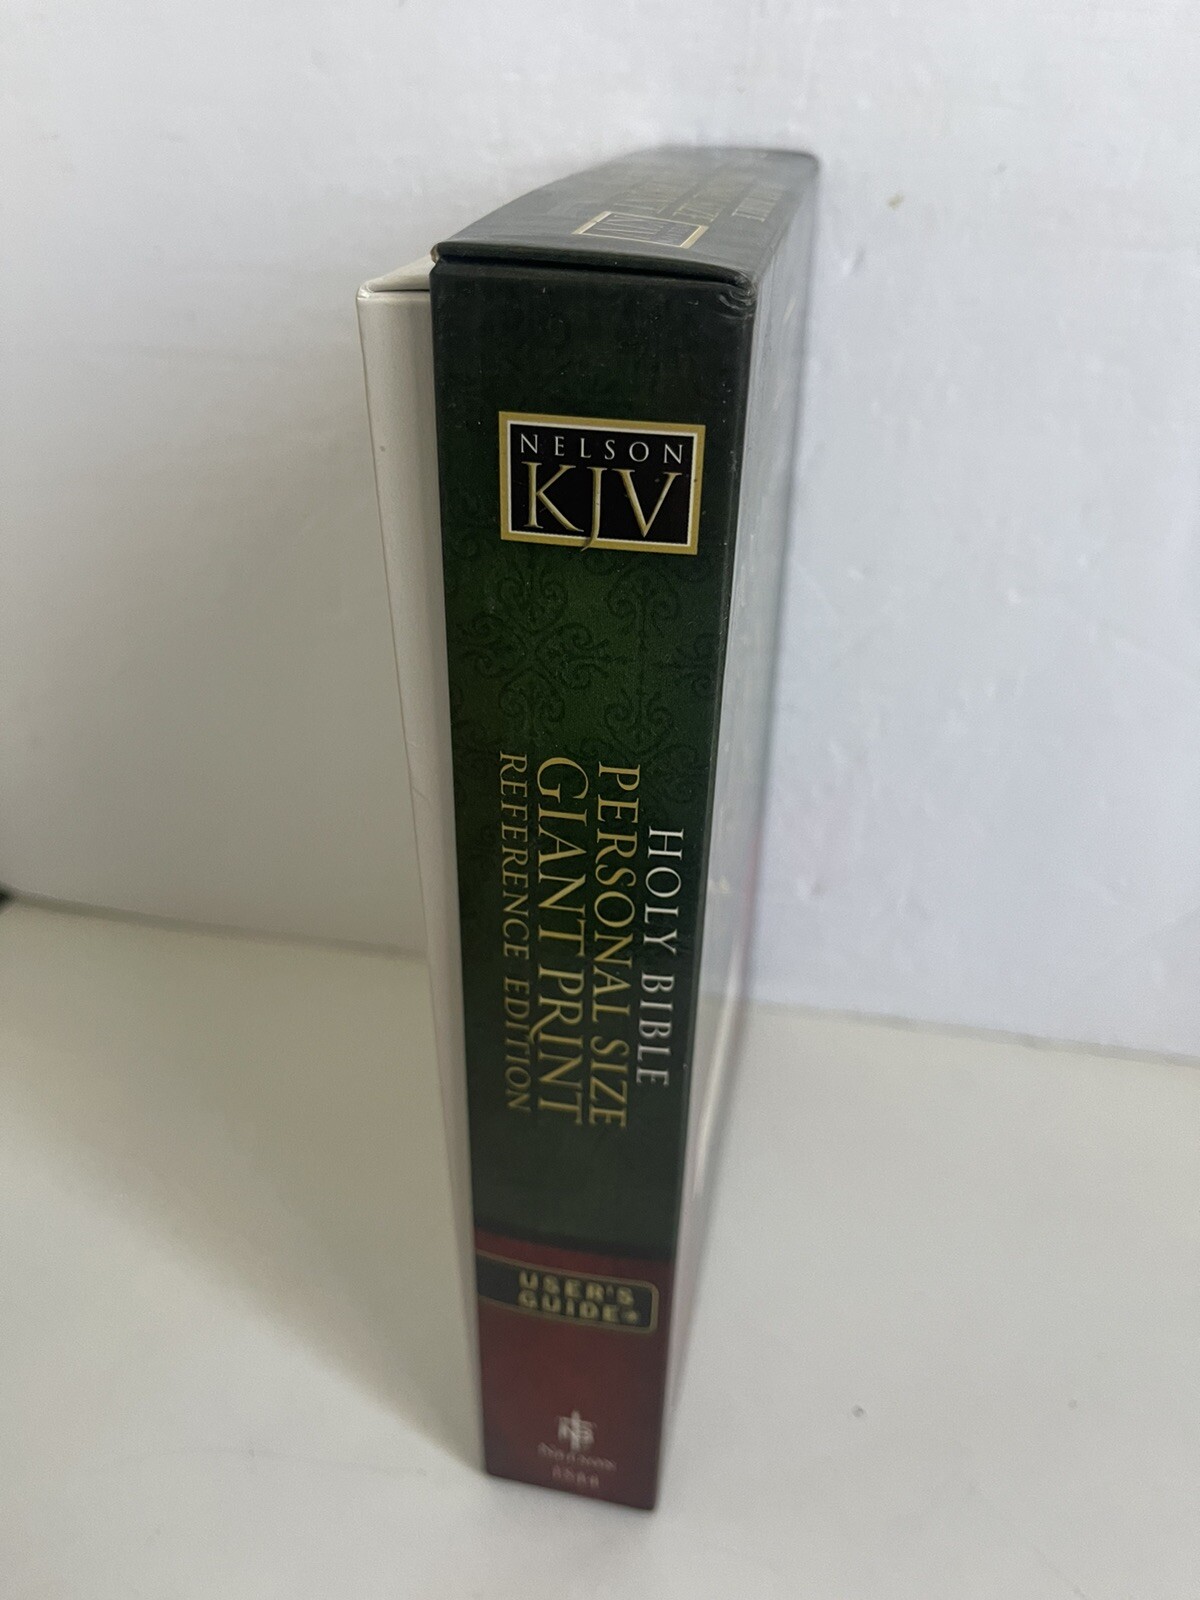 NELSON
KJV
HOLY BIBLE
PERSONAL SIZE
GIANT PRINT
REFERENCE EDITION
USER'S
GUIDE+